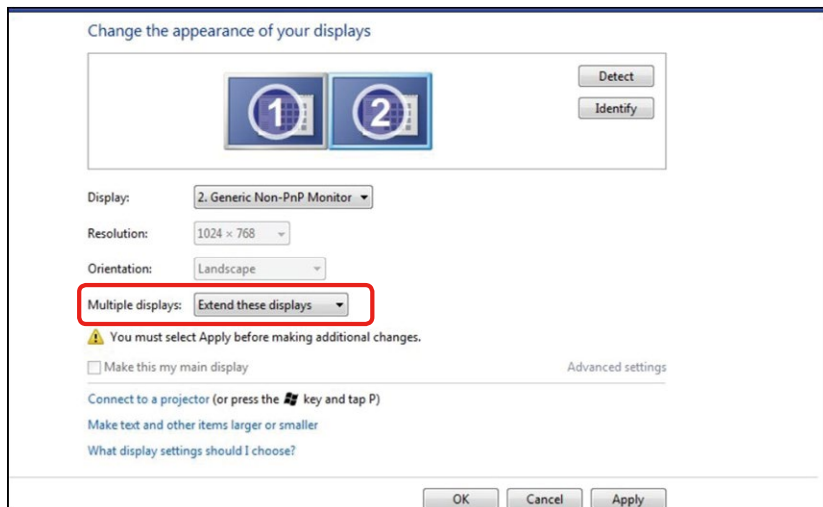 Change the appearance of your displays
1
2
Detect
Identify
Display:
2. Generic Non-PnP Monitor
Resolution:
1024 × 768
Orientation:
Landscape
Multiple displays:
Extend these displays
You must select Apply before making additional changes.
Make this my main display
Advanced settings
Connect to a projector (or press the key and tap P)
Make text and other items larger or smaller
What display settings should I choose?
OK
Cancel
Apply